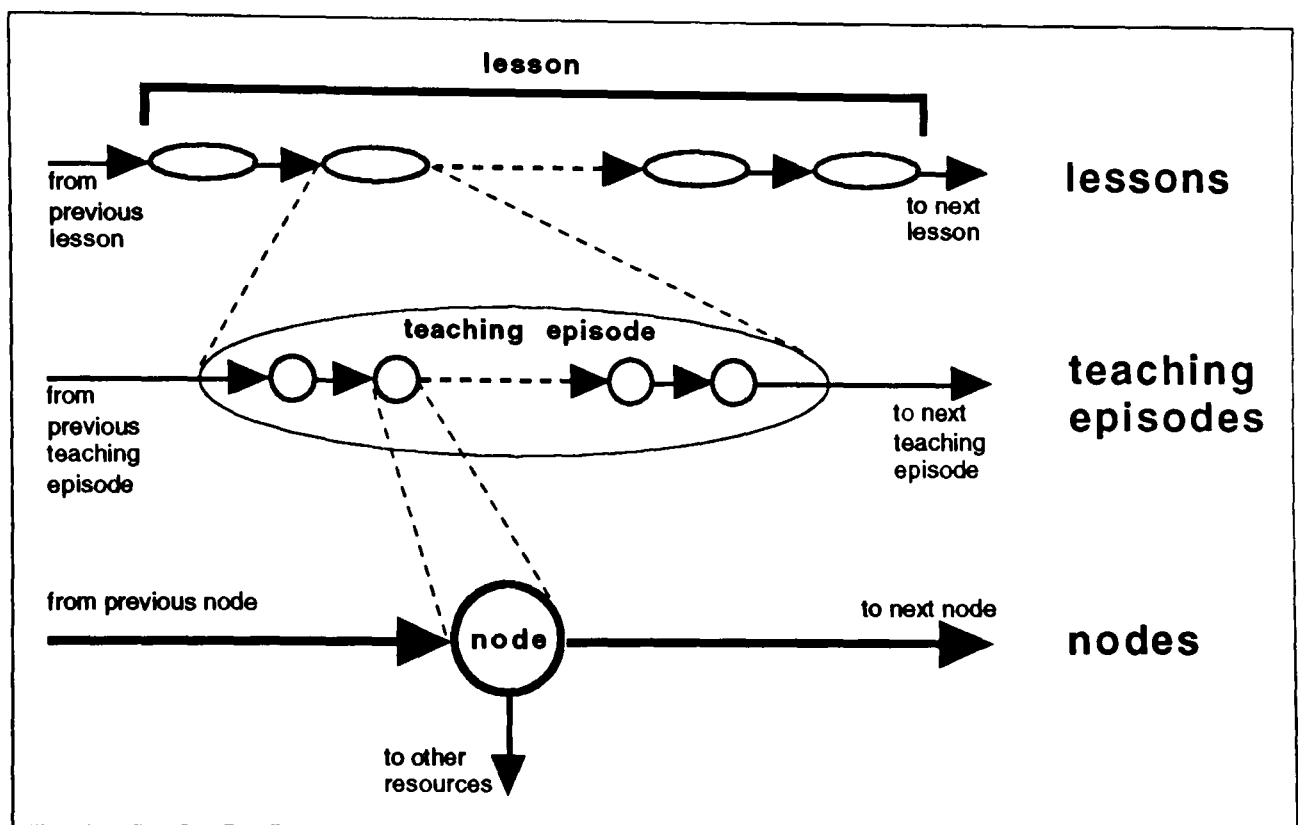 lesson
from
previous
lesson
to next
lesson
lessons
teaching episode
from
previous
teaching
episode
to next
teaching
episode
teaching
episodes
from previous node
node
to next node
nodes
to other
resources